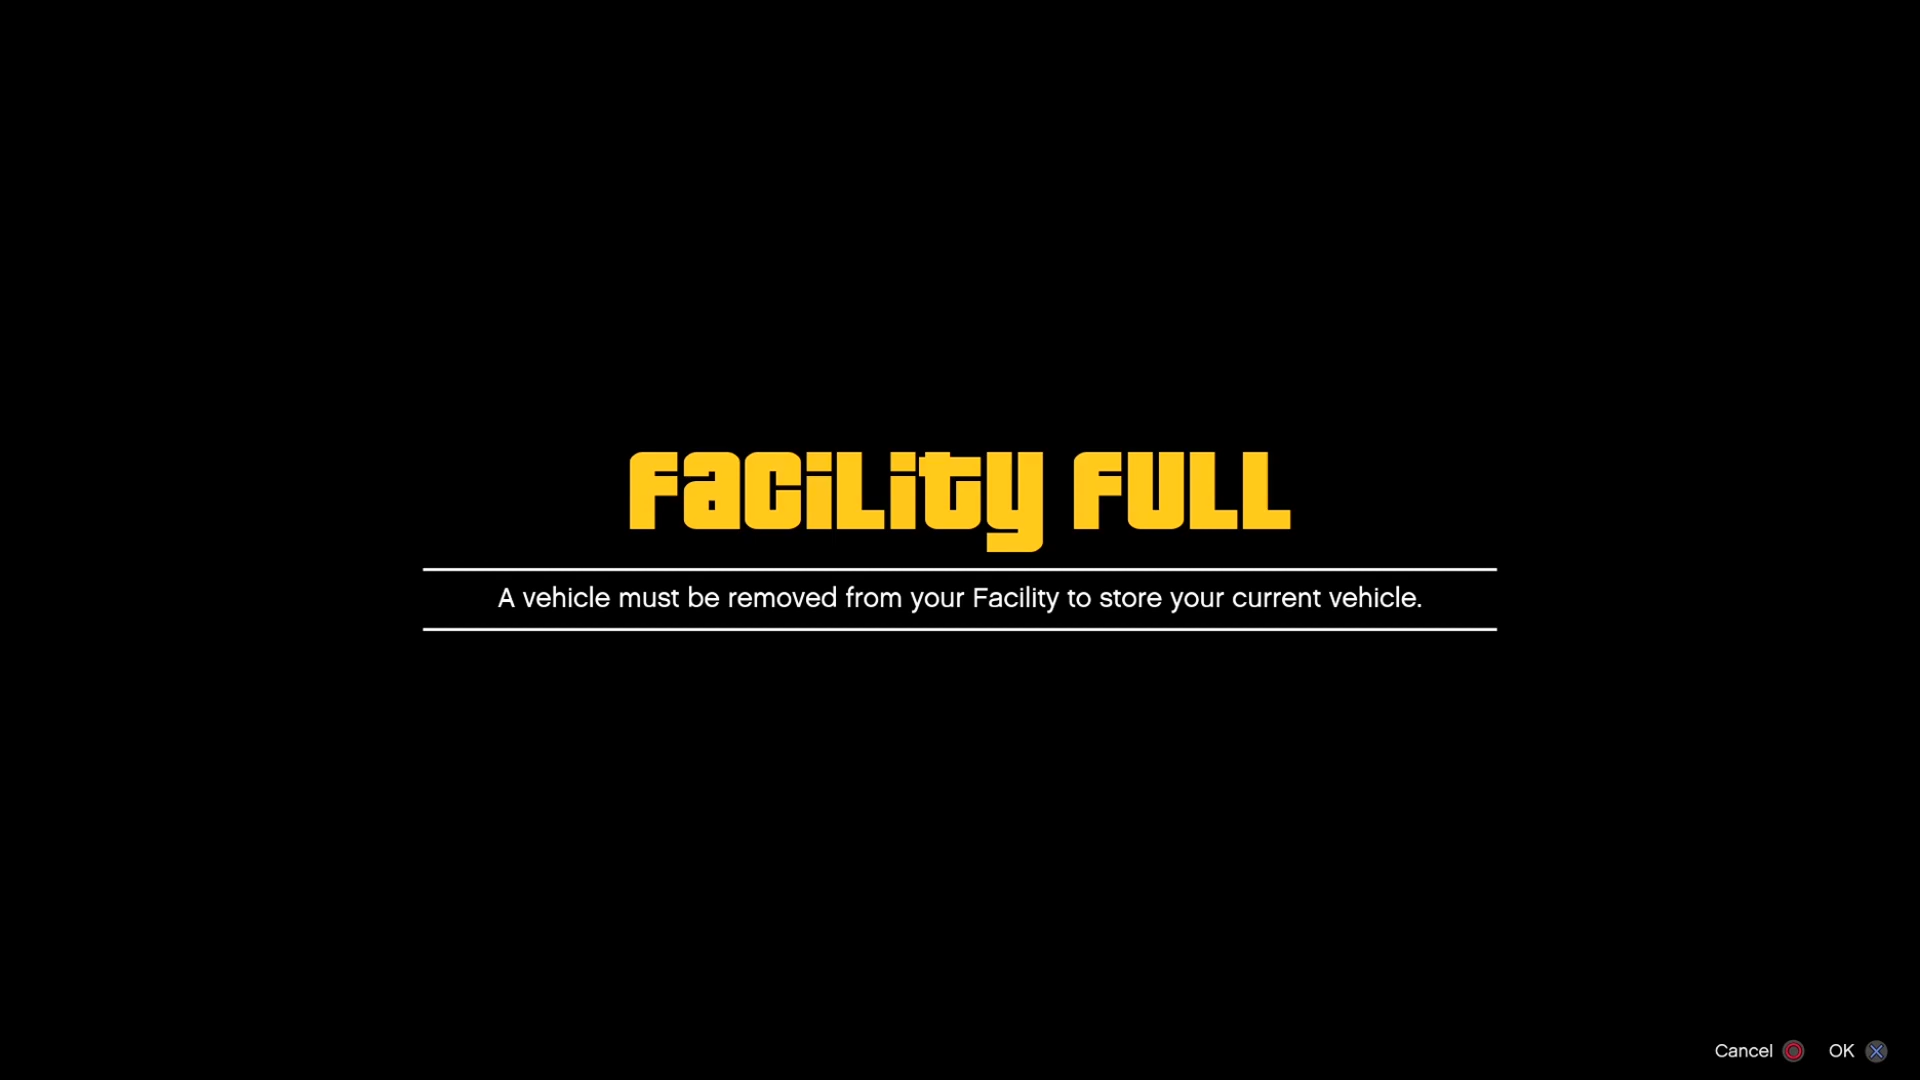 Facility Full
A vehicle must be removed from your Facility to store your current vehicle.
Cancel OK